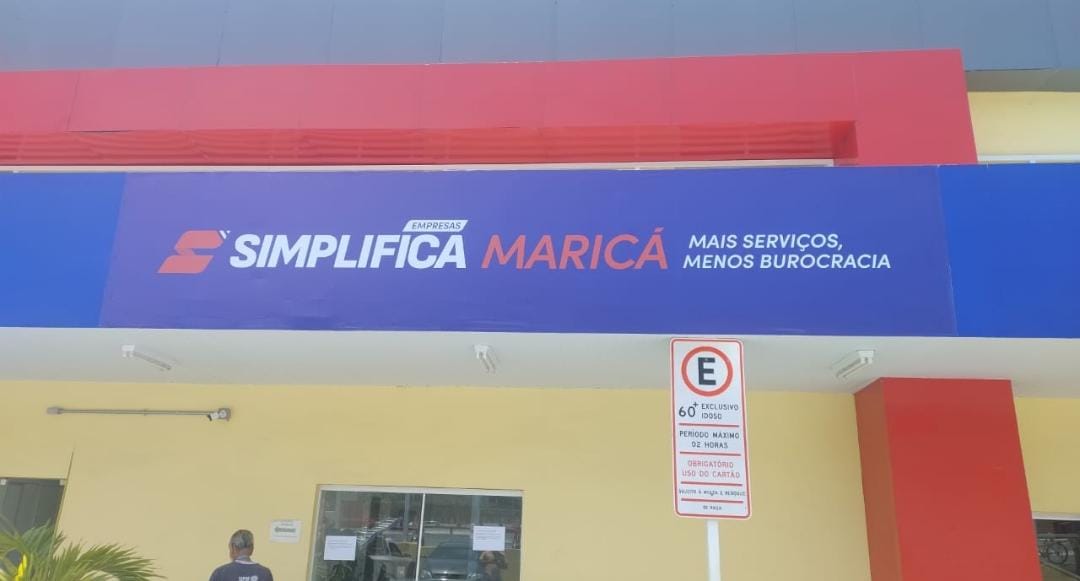 EMPRESAS
SIMPLIFICA MARICÁ
MAIS SERVIÇOS,
MENOS BUROCRACIA
E
60+ EXCLUSIVO
IDOSO
PERÍODO MÁXIMO
02 HORAS
OBRIGATÓRIO
USO DO CARTÃO